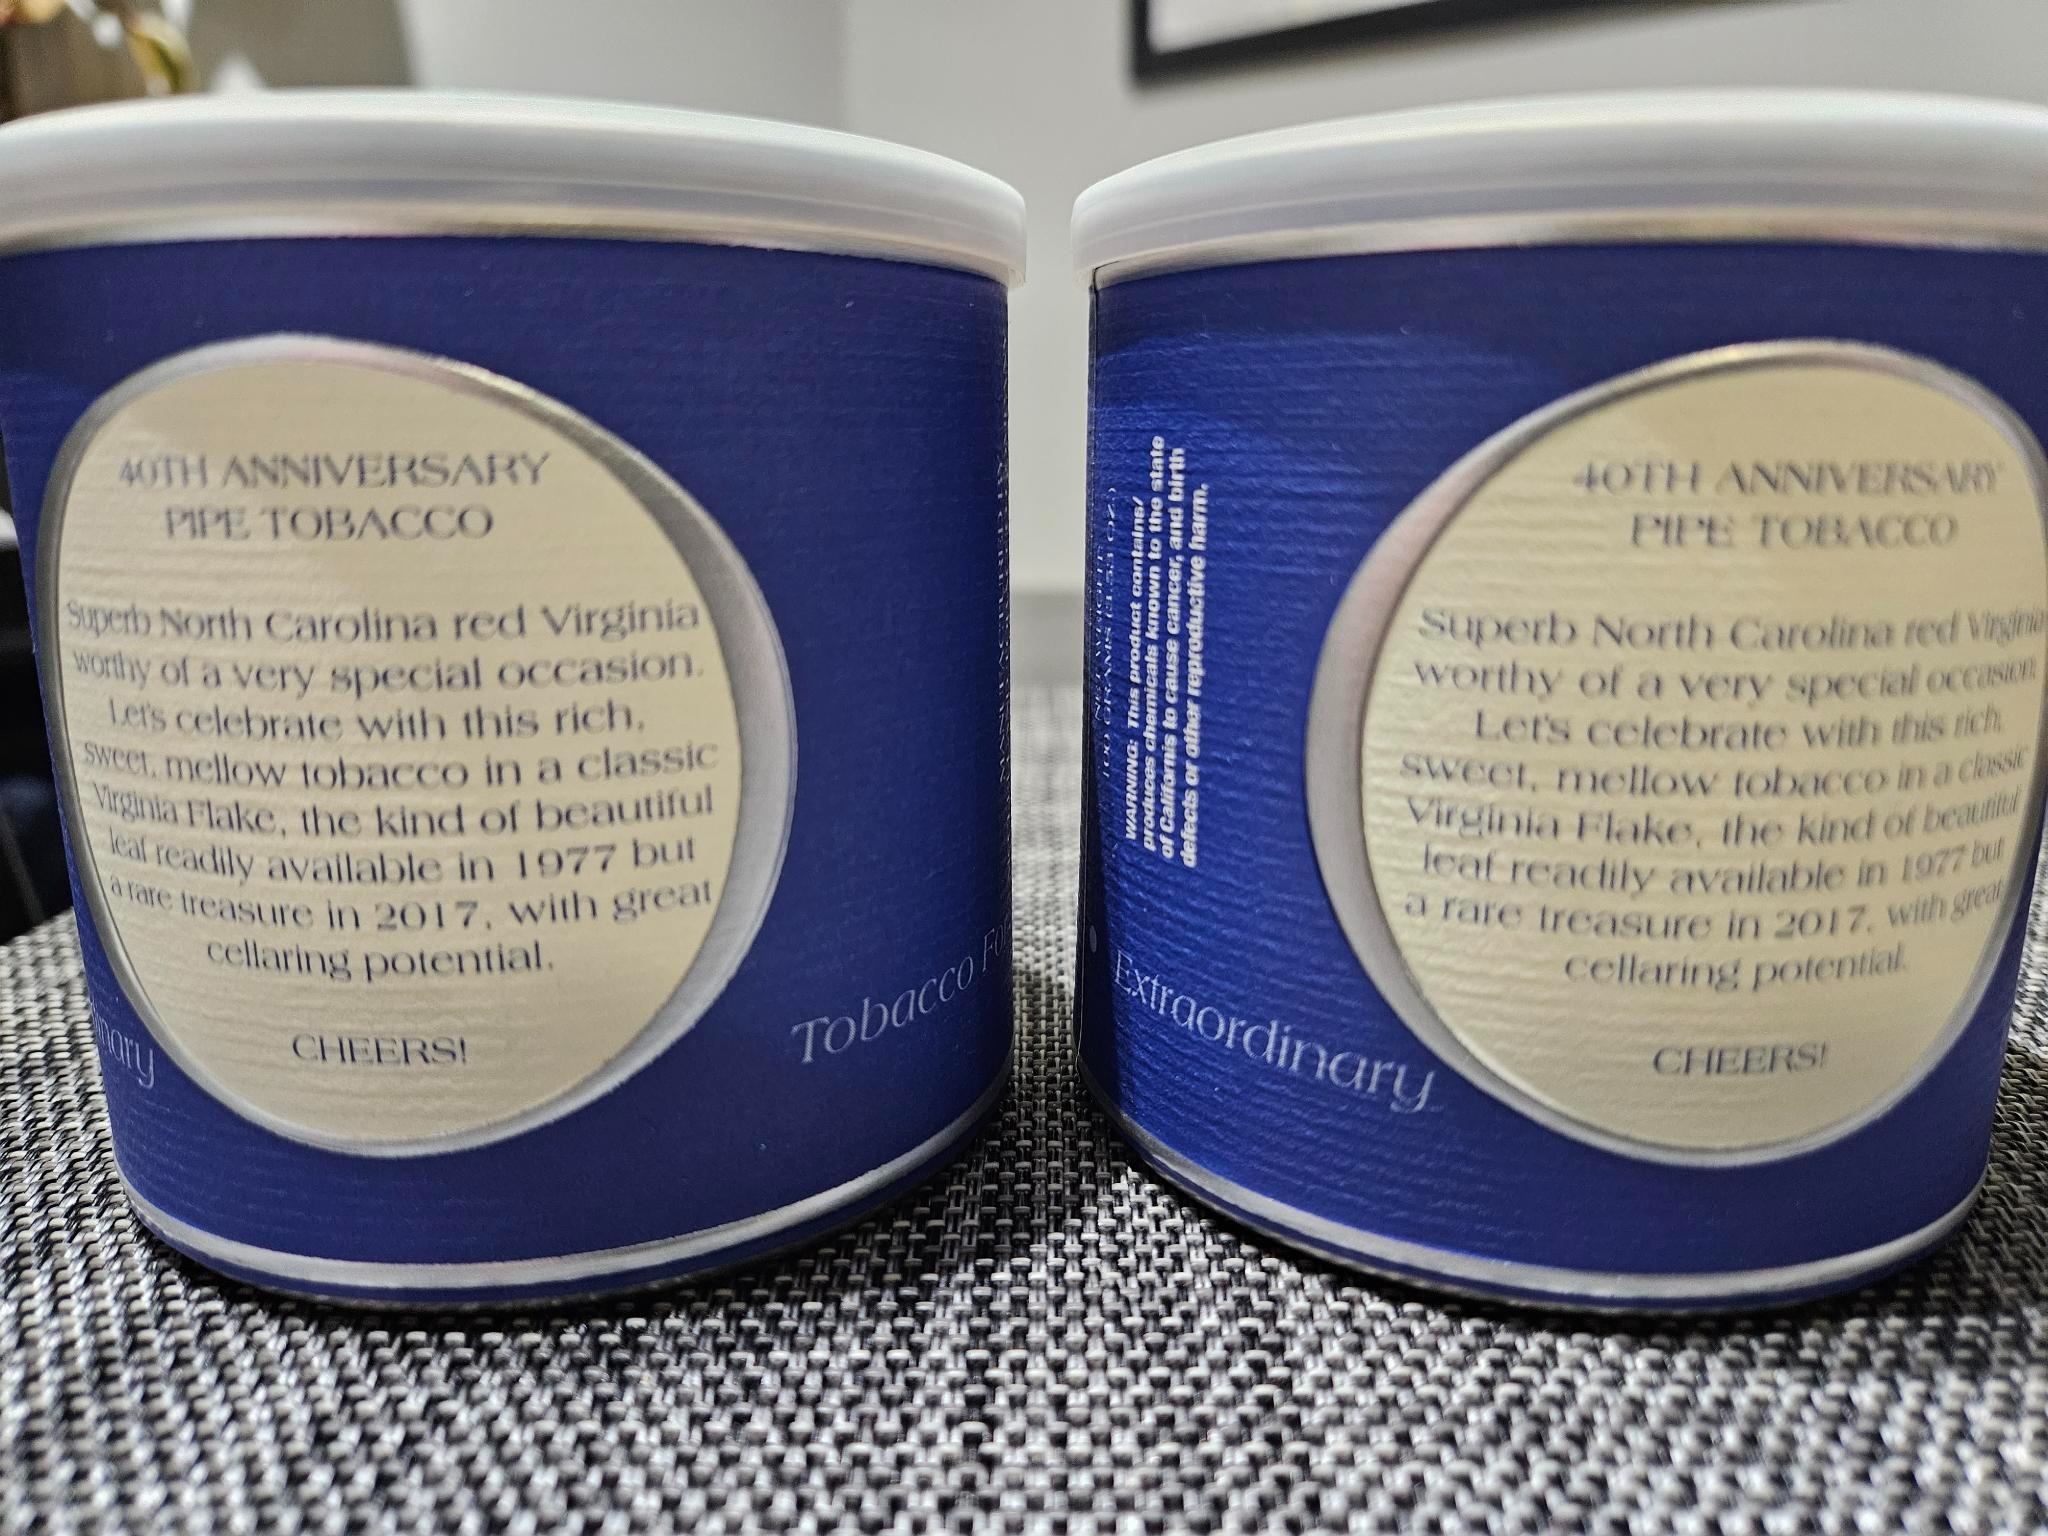 40TH ANNIVERSARY
PIPE TOBACCO
Superb North Carolina red Virginia
worthy of a very special occasion.
Let's celebrate with this rich,
sweet, mellow tobacco in a classic
Virginia Flake, the kind of beautiful
leaf readily available in 1977 but
a rare treasure in 2017, with great
cellaring potential.
CHEERS!
Tobacco
WARNING: This product contains/
produces chemicals known to the state
of California to cause cancer, and birth
defects or other reproductive harm.
Extraordinary
40TH ANNIVERSARY
PIPE TOBACCO
Superb North Carolina red Virginia
worthy of a very special occasion.
Let's celebrate with this rich,
sweet, mellow tobacco in a classic
Virginia Flake, the kind of beautiful
leaf readily available in 1977 but
a rare treasure in 2017, with great
cellaring potential.
CHEERS!